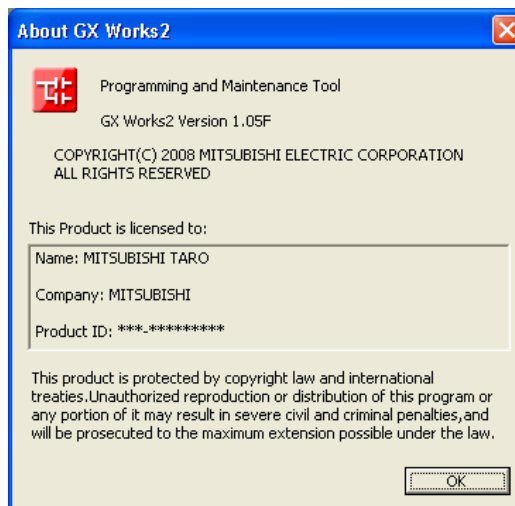 About GX Works2
Programming and Maintenance Tool
GX Works2 Version 1.05F
COPYRIGHT(C) 2008 MITSUBISHI ELECTRIC CORPORATION
ALL RIGHTS RESERVED
This Product is licensed to:
Name: MITSUBISHI TARO
Company: MITSUBISHI
Product ID: ***-*********
This product is protected by copyright law and international
treaties.Unauthorized reproduction or distribution of this program or
any portion of it may result in severe civil and criminal penalties,and
will be prosecuted to the maximum extension possible under the law.
OK